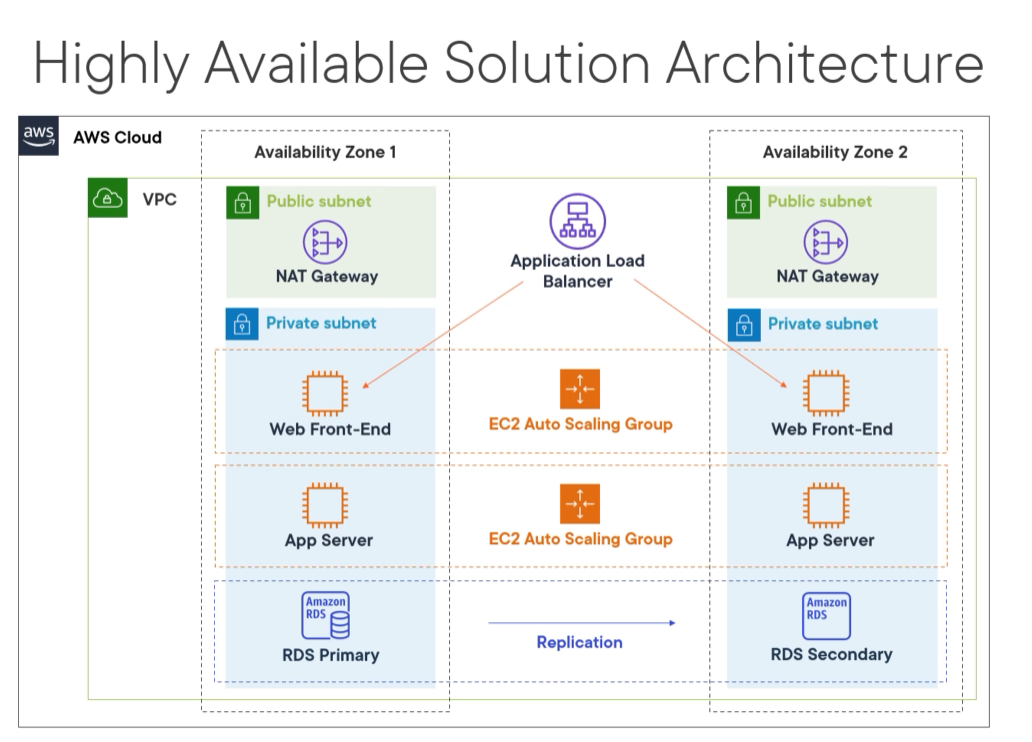 Highly Available Solution Architecture
aws
AWS Cloud
Availability Zone 1
Availability Zone 2
VPC
Public subnet
NAT Gateway
Application Load
Balancer
Public subnet
NAT Gateway
Private subnet
Private subnet
Web Front-End
EC2 Auto Scaling Group
Web Front-End
App Server
EC2 Auto Scaling Group
App Server
Amazon
RDS
RDS Primary
Replication
Amazon
RDS
RDS Secondary